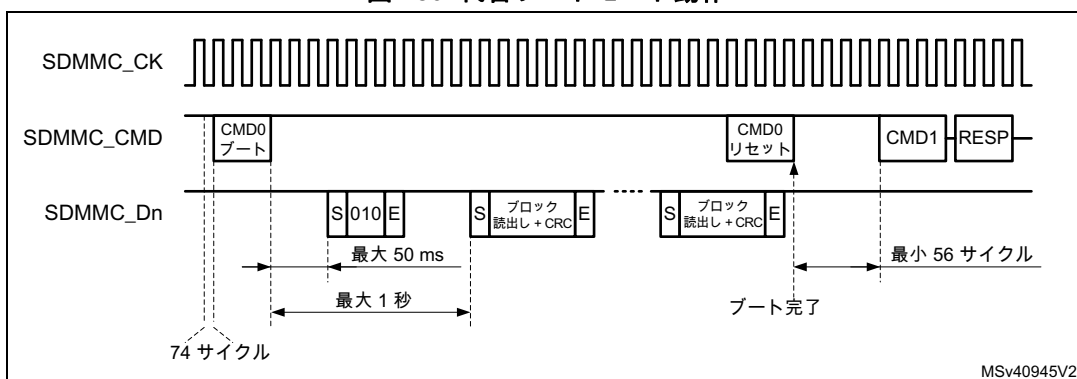 SDMMC_CK
SDMMC_CMD
CMD0
ブート
CMD0
リセット
CMD1
RESP
SDMMC_Dn
S
010
E
S
ブロック
読出し + CRC
E
S
ブロック
読出し + CRC
E
最大 50 ms
最小 56 サイクル
最大 1 秒
ブート完了
74 サイクル
MSv40945V2